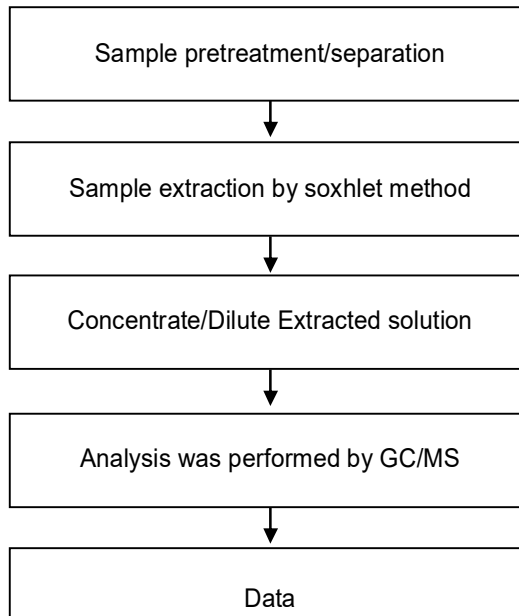 Sample pretreatment/separation
Sample extraction by soxhlet method
Concentrate/Dilute Extracted solution
Analysis was performed by GC/MS
Data